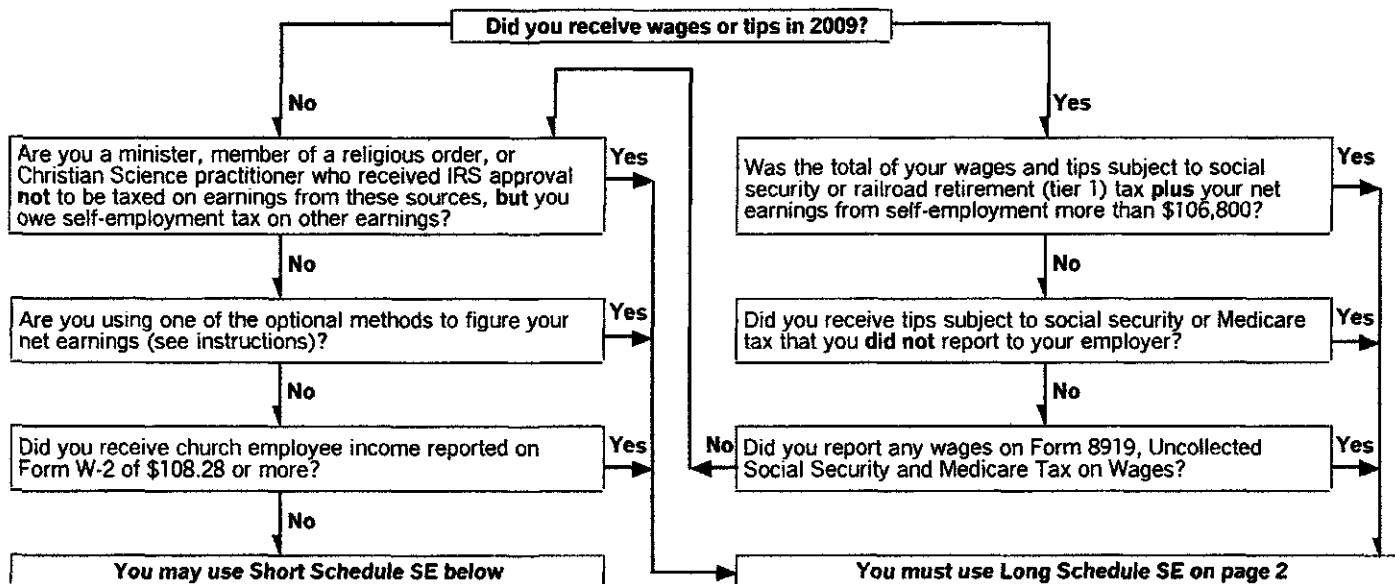 Did you receive wages or tips in 2009?
No
Yes
Are you a minister, member of a religious order, or
Christian Science practitioner who received IRS approval
not to be taxed on earnings from these sources, but you
owe self-employment tax on other earnings?
Yes
Was the total of your wages and tips subject to social
security or railroad retirement (tier 1) tax plus your net
earnings from self-employment more than $106,800?
Yes
No
No
Are you using one of the optional methods to figure your
net earnings (see instructions)?
Yes
Did you receive tips subject to social security or Medicare
tax that you did not report to your employer?
Yes
No
No
Did you receive church employee income reported on
Form W-2 of $108.28 or more?
Yes
No
Did you report any wages on Form 8919, Uncollected
Social Security and Medicare Tax on Wages?
Yes
No
You may use Short Schedule SE below
You must use Long Schedule SE on page 2